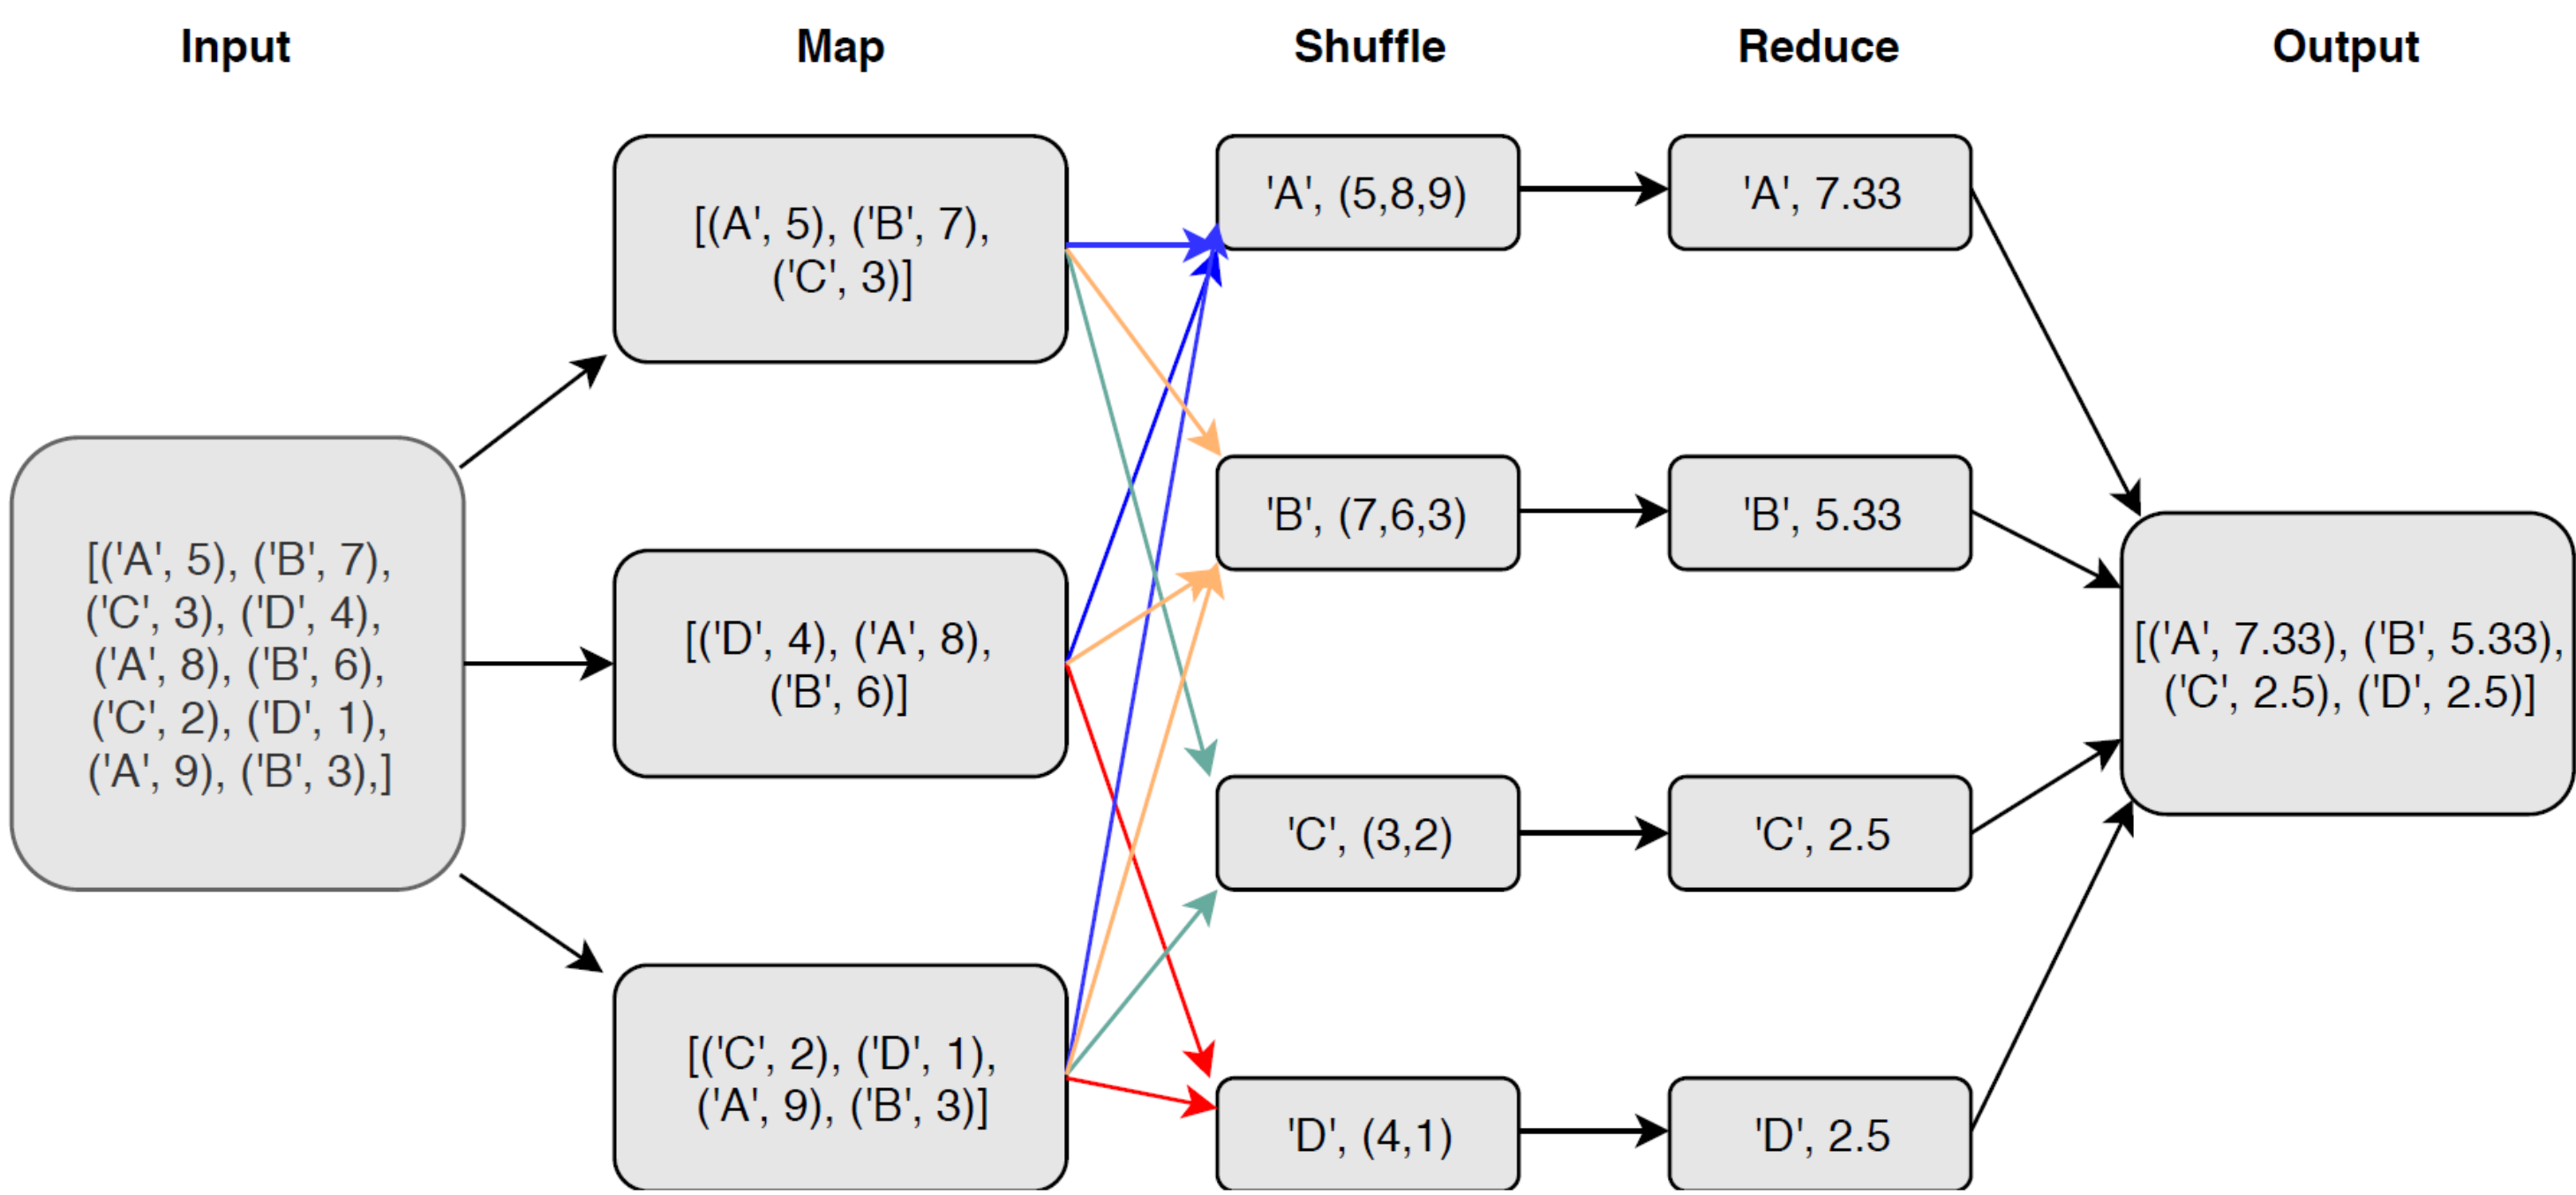 Input
Map
Shuffle
Reduce
Output
[('A', 5), ('B', 7),
('C', 3), ('D', 4),
('A', 8), ('B', 6),
('C', 2), ('D', 1),
('A', 9), ('B', 3),]
[(A', 5), ('B', 7),
('C', 3)]
[('D', 4), ('A', 8),
('B', 6)]
[('C', 2), ('D', 1),
('A', 9), ('B', 3)]
'A', (5,8,9)
'B', (7,6,3)
'C', (3,2)
'D', (4,1)
'A', 7.33
'B', 5.33
'C', 2.5
'D', 2.5
[('A', 7.33), ('B', 5.33),
('C', 2.5), ('D', 2.5)]